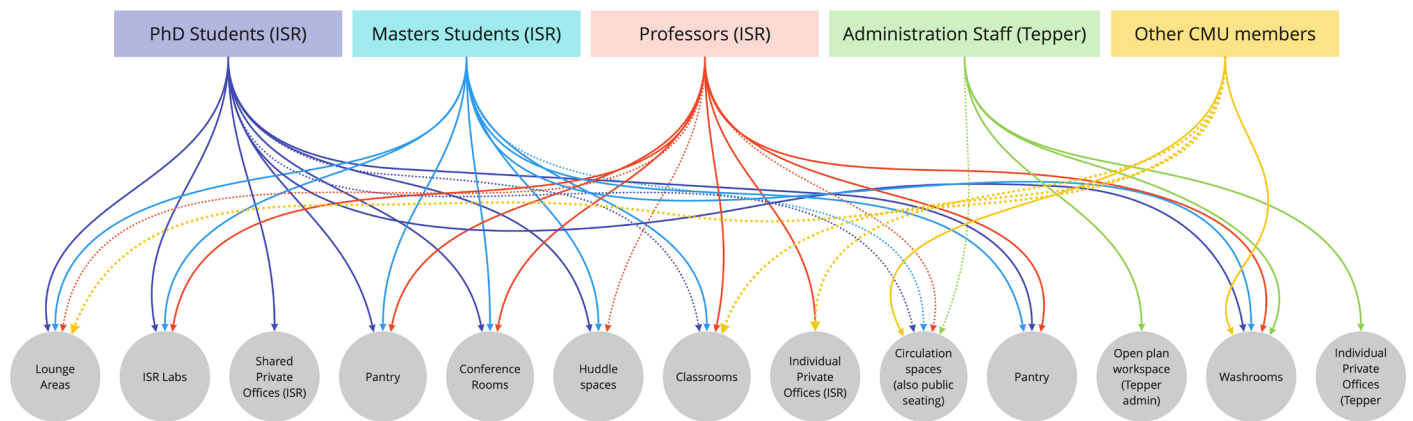 PhD Students (ISR)
Masters Students (ISR)
Professors (ISR)
Administration Staff (Tepper)
Other CMU members
Lounge
Areas
ISR Labs
Shared
Private
Offices (ISR)
Pantry
Conference
Rooms
Huddle
spaces
Classrooms
Individual
Private
Offices (ISR)
Circulation
spaces
(also public
seating)
Pantry
Open plan
workspace
(Tepper
admin)
Washrooms
Individual
Private
Offices
(Tepper